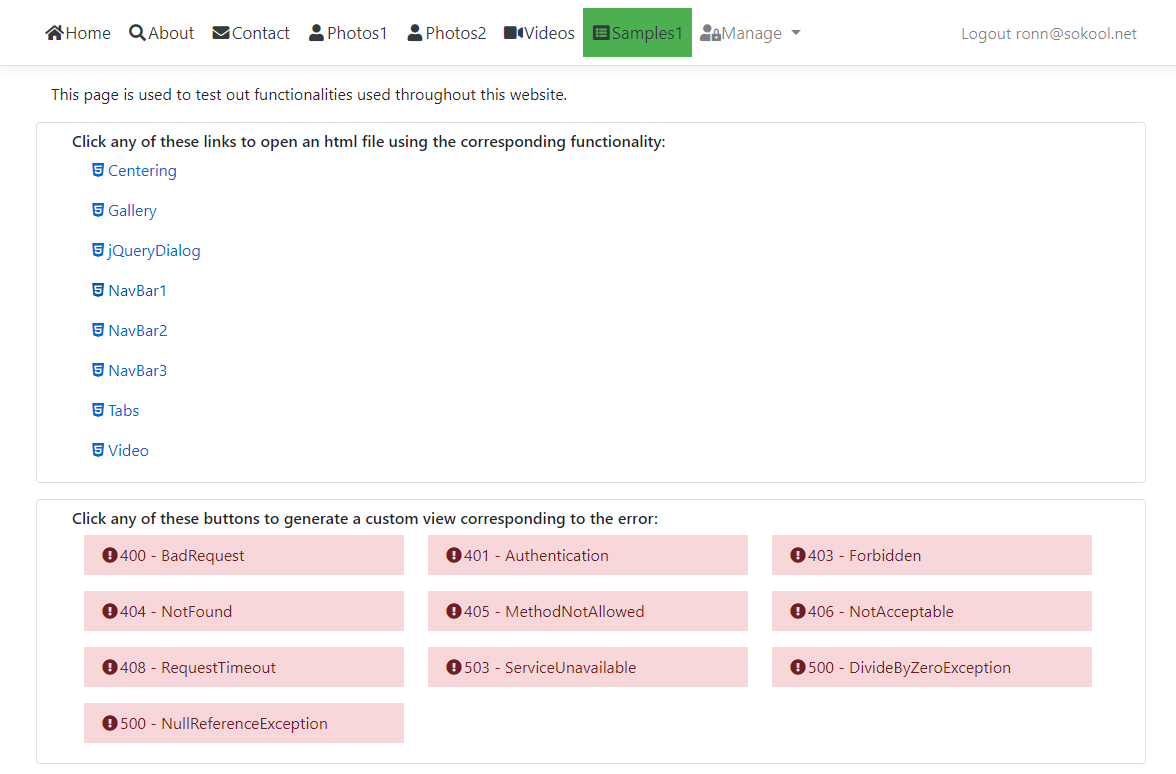 Home About Contact Photos1 Photos2 Videos Samples1 Manage Logout ronn@sokool.net
This page is used to test out functionalities used throughout this website.
Click any of these links to open an html file using the corresponding functionality:
Centering
Gallery
jQueryDialog
NavBar1
NavBar2
NavBar3
Tabs
Video
Click any of these buttons to generate a custom view corresponding to the error:
400 - BadRequest 401 - Authentication 403 - Forbidden
404 - NotFound 405 - MethodNotAllowed 406 - NotAcceptable
408 - RequestTimeout 503 - ServiceUnavailable 500 - DivideByZeroException
500 - NullReferenceException